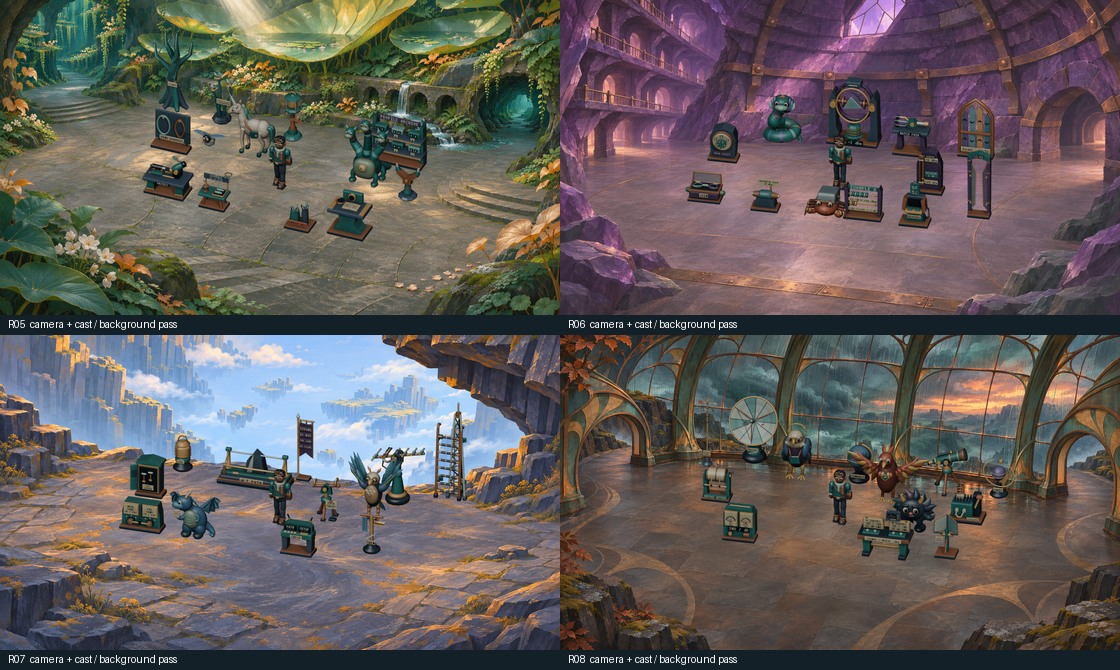 R05 camera + cast / background pass
R06 camera + cast / background pass
R07 camera + cast / background pass
R08 camera + cast / background pass